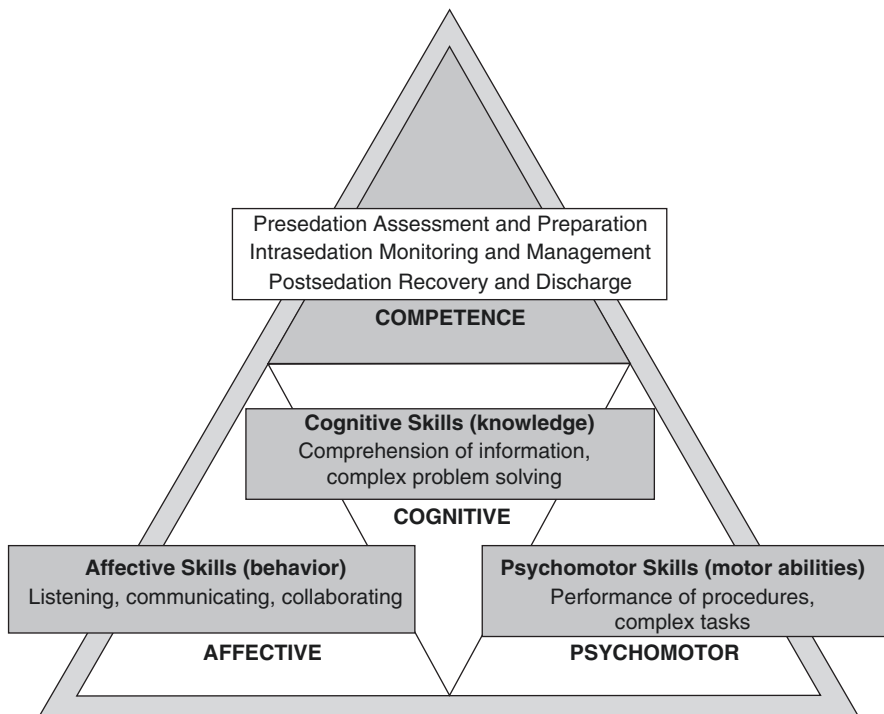 Presedation Assessment and Preparation
Intrasedation Monitoring and Management
Postsedation Recovery and Discharge
COMPETENCE
Cognitive Skills (knowledge)
Comprehension of information,
complex problem solving
COGNITIVE
Affective Skills (behavior)
Listening, communicating, collaborating
AFFECTIVE
Psychomotor Skills (motor abilities)
Performance of procedures,
complex tasks
PSYCHOMOTOR